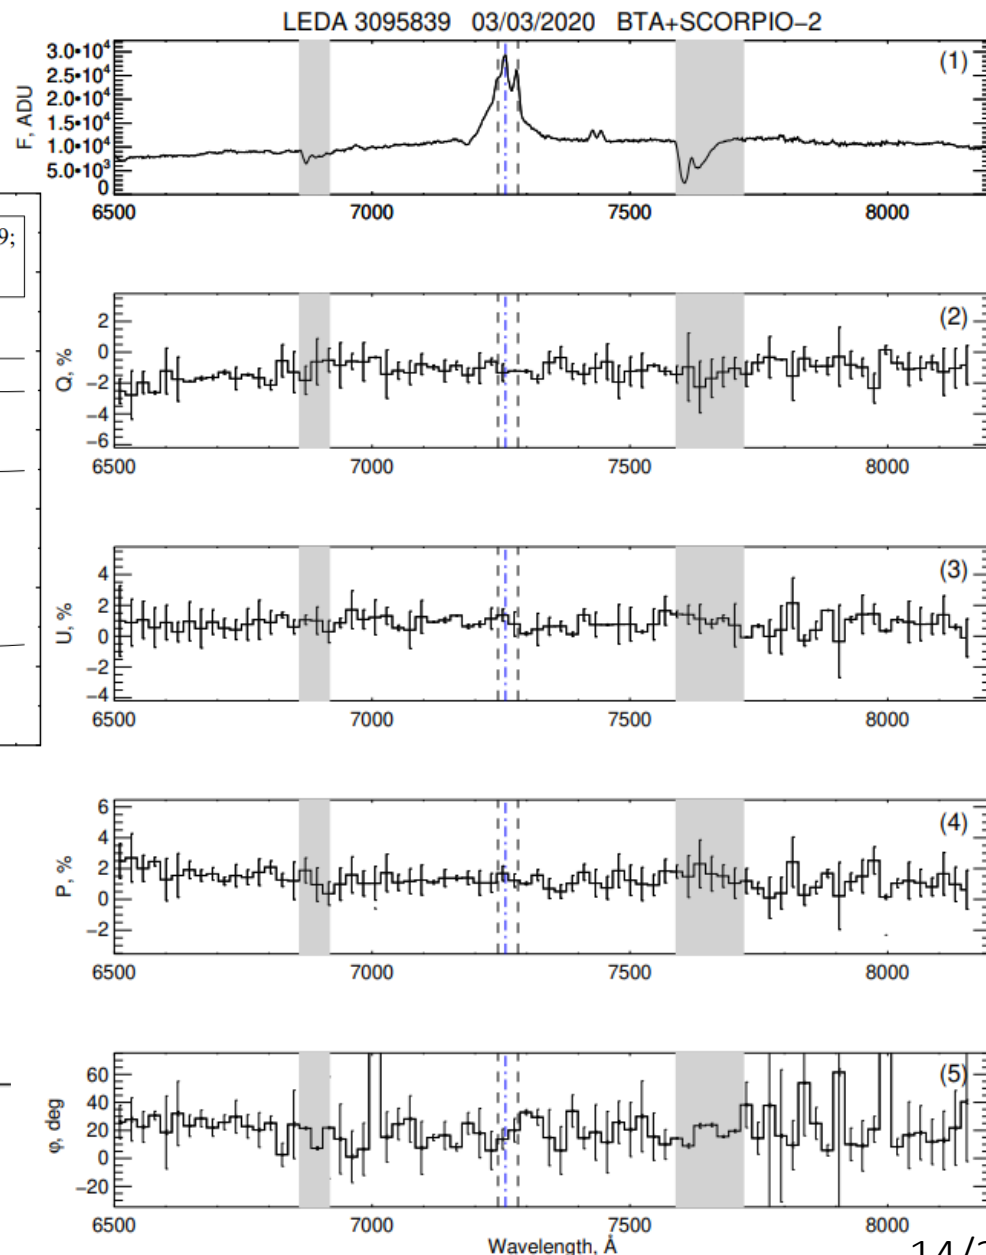 LEDA 3095839 03/03/2020 BTA+SCORPIO−2
(1)
F, ADU
3.0•10⁴
2.5•10⁴
2.0•10⁴
1.5•10⁴
1.0•10⁴
5.0•10³
0
6500 7000 7500 8000
9;
(2)
Q, %
2
0
−2
−4
−6
6500 7000 7500 8000
(3)
U, %
4
2
0
−2
−4
6500 7000 7500 8000
(4)
P, %
6
4
2
0
−2
6500 7000 7500 8000
(5)
φ, deg
60
40
20
0
−20
6500 7000 7500 8000
Wavelength, Å